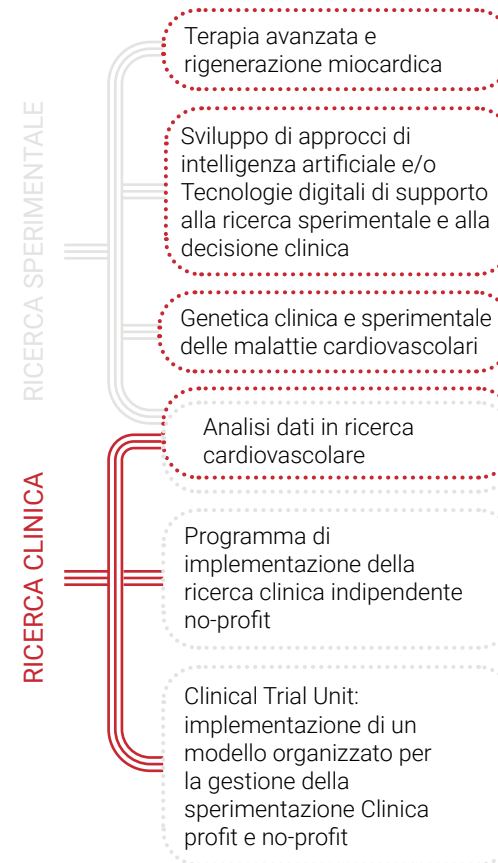 RICERCA SPERIMENTALE
Terapia avanzata e
rigenerazione miocardica
Sviluppo di approcci di
intelligenza artificiale e/o
Tecnologie digitali di supporto
alla ricerca sperimentale e alla
decisione clinica
Genetica clinica e sperimentale
delle malattie cardiovascolari
RICERCA CLINICA
Analisi dati in ricerca
cardiovascolare
Programma di
implementazione della
ricerca clinica indipendente
no-profit
Clinical Trial Unit:
implementazione di un
modello organizzato per
la gestione della
sperimentazione Clinica
profit e no-profit